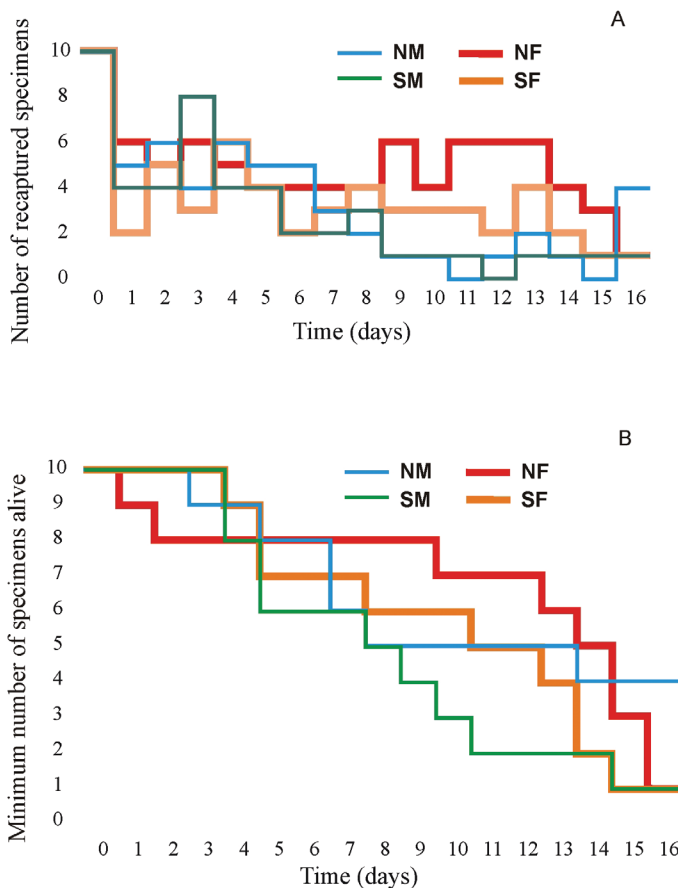 A
NM NF
SM SF
Number of recaptured specimens
10
8
6
4
2
0
0 1 2 3 4 5 6 7 8 9 10 11 12 13 14 15 16
Time (days)
B
NM NF
SM SF
Minimum number of specimens alive
10
9
8
7
6
5
4
3
2
1
0
0 1 2 3 4 5 6 7 8 9 10 11 12 13 14 15 16
Time (days)